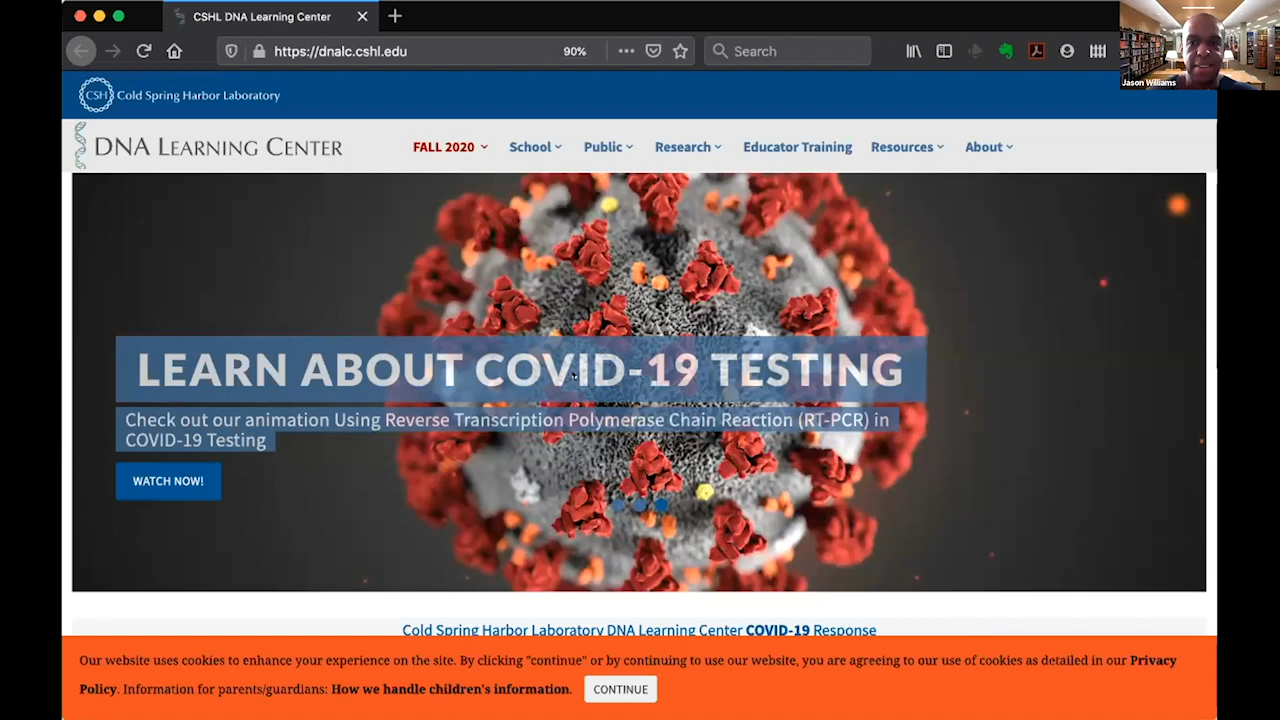 CSHL DNA Learning Center
https://dnalc.cshl.edu
90%
Search
Jason Williams
CSH Cold Spring Harbor Laboratory
DNA LEARNING CENTER
FALL 2020
School
Public
Research
Educator Training
Resources
About
LEARN ABOUT COVID-19 TESTING
Check out our animation Using Reverse Transcription Polymerase Chain Reaction (RT-PCR) in
COVID-19 Testing
WATCH NOW!
Cold Spring Harbor Laboratory DNA Learning Center COVID-19 Response
Our website uses cookies to enhance your experience on the site. By clicking "continue" or by continuing to use our website, you are agreeing to our use of cookies as detailed in our Privacy
Policy. Information for parents/guardians: How we handle children's information.
CONTINUE